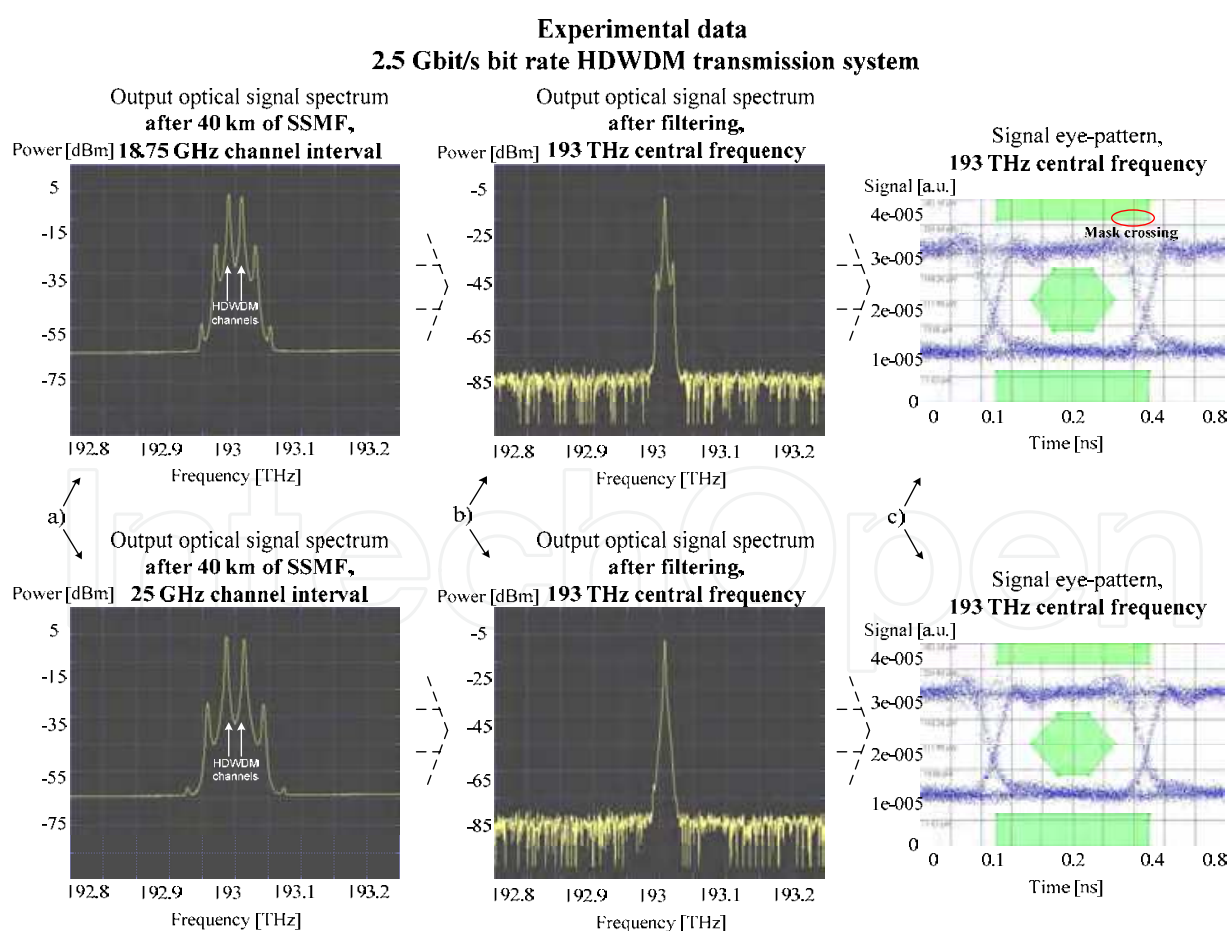 Experimental data
2.5 Gbit/s bit rate HDWDM transmission system
Output optical signal spectrum
after 40 km of SSMF,
Power [dBm] 18.75 GHz channel interval
5
-15
-35
-55
-75
HDWDM
channels
192.8 192.9 193 193.1 193.2
Frequency [THz]
Output optical signal spectrum
after filtering,
Power [dBm] 193 THz central frequency
-5
-25
-45
-65
-85
192.8 192.9 193 193.1 193.2
Frequency [THz]
Signal eye-pattern,
193 THz central frequency
Signal [a.u.]
4e-005
3e-005
2e-005
1e-005
0
Mask crossing
0 0.1 0.2 0.4 0.8
Time [ns]
a)
b)
c)
IntechOpen
Output optical signal spectrum
after 40 km of SSMF,
Power [dBm] 25 GHz channel interval
5
-15
-35
-55
-75
HDWDM
channels
192.8 192.9 193 193.1 193.2
Frequency [THz]
Output optical signal spectrum
after filtering,
Power [dBm] 193 THz central frequency
-5
-25
-45
-65
-85
192.8 192.9 193 193.1 193.2
Frequency [THz]
Signal eye-pattern,
193 THz central frequency
Signal [a.u.]
4e-005
3e-005
2e-005
1e-005
0
0 0.1 0.2 0.4 0.8
Time [ns]